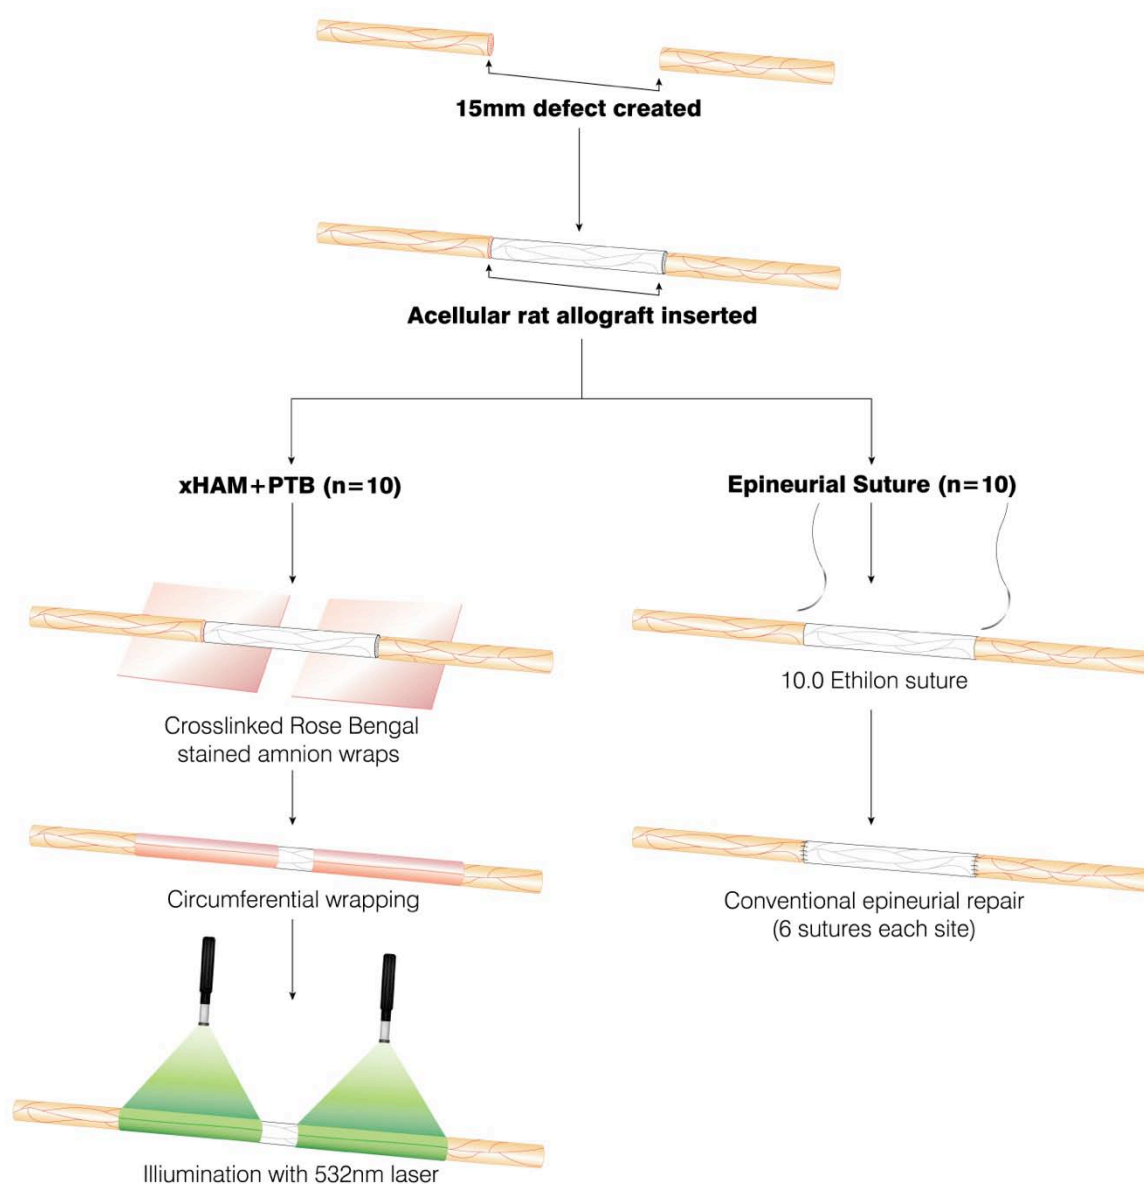 15mm defect created
Acellular rat allograft inserted
xHAM+PTB (n=10)
Epineurial Suture (n=10)
10.0 Ethilon suture
Crosslinked Rose Bengal
stained amnion wraps
Circumferential wrapping
Conventional epineurial repair
(6 sutures each site)
Illiumination with 532nm laser